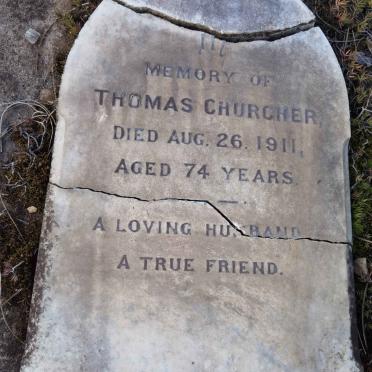 MEMORY OF
THOMAS CHURCHER,
DIED AUG. 26. 1911,
AGED 74 YEARS.
A LOVING HUSBAND
A TRUE FRIEND.